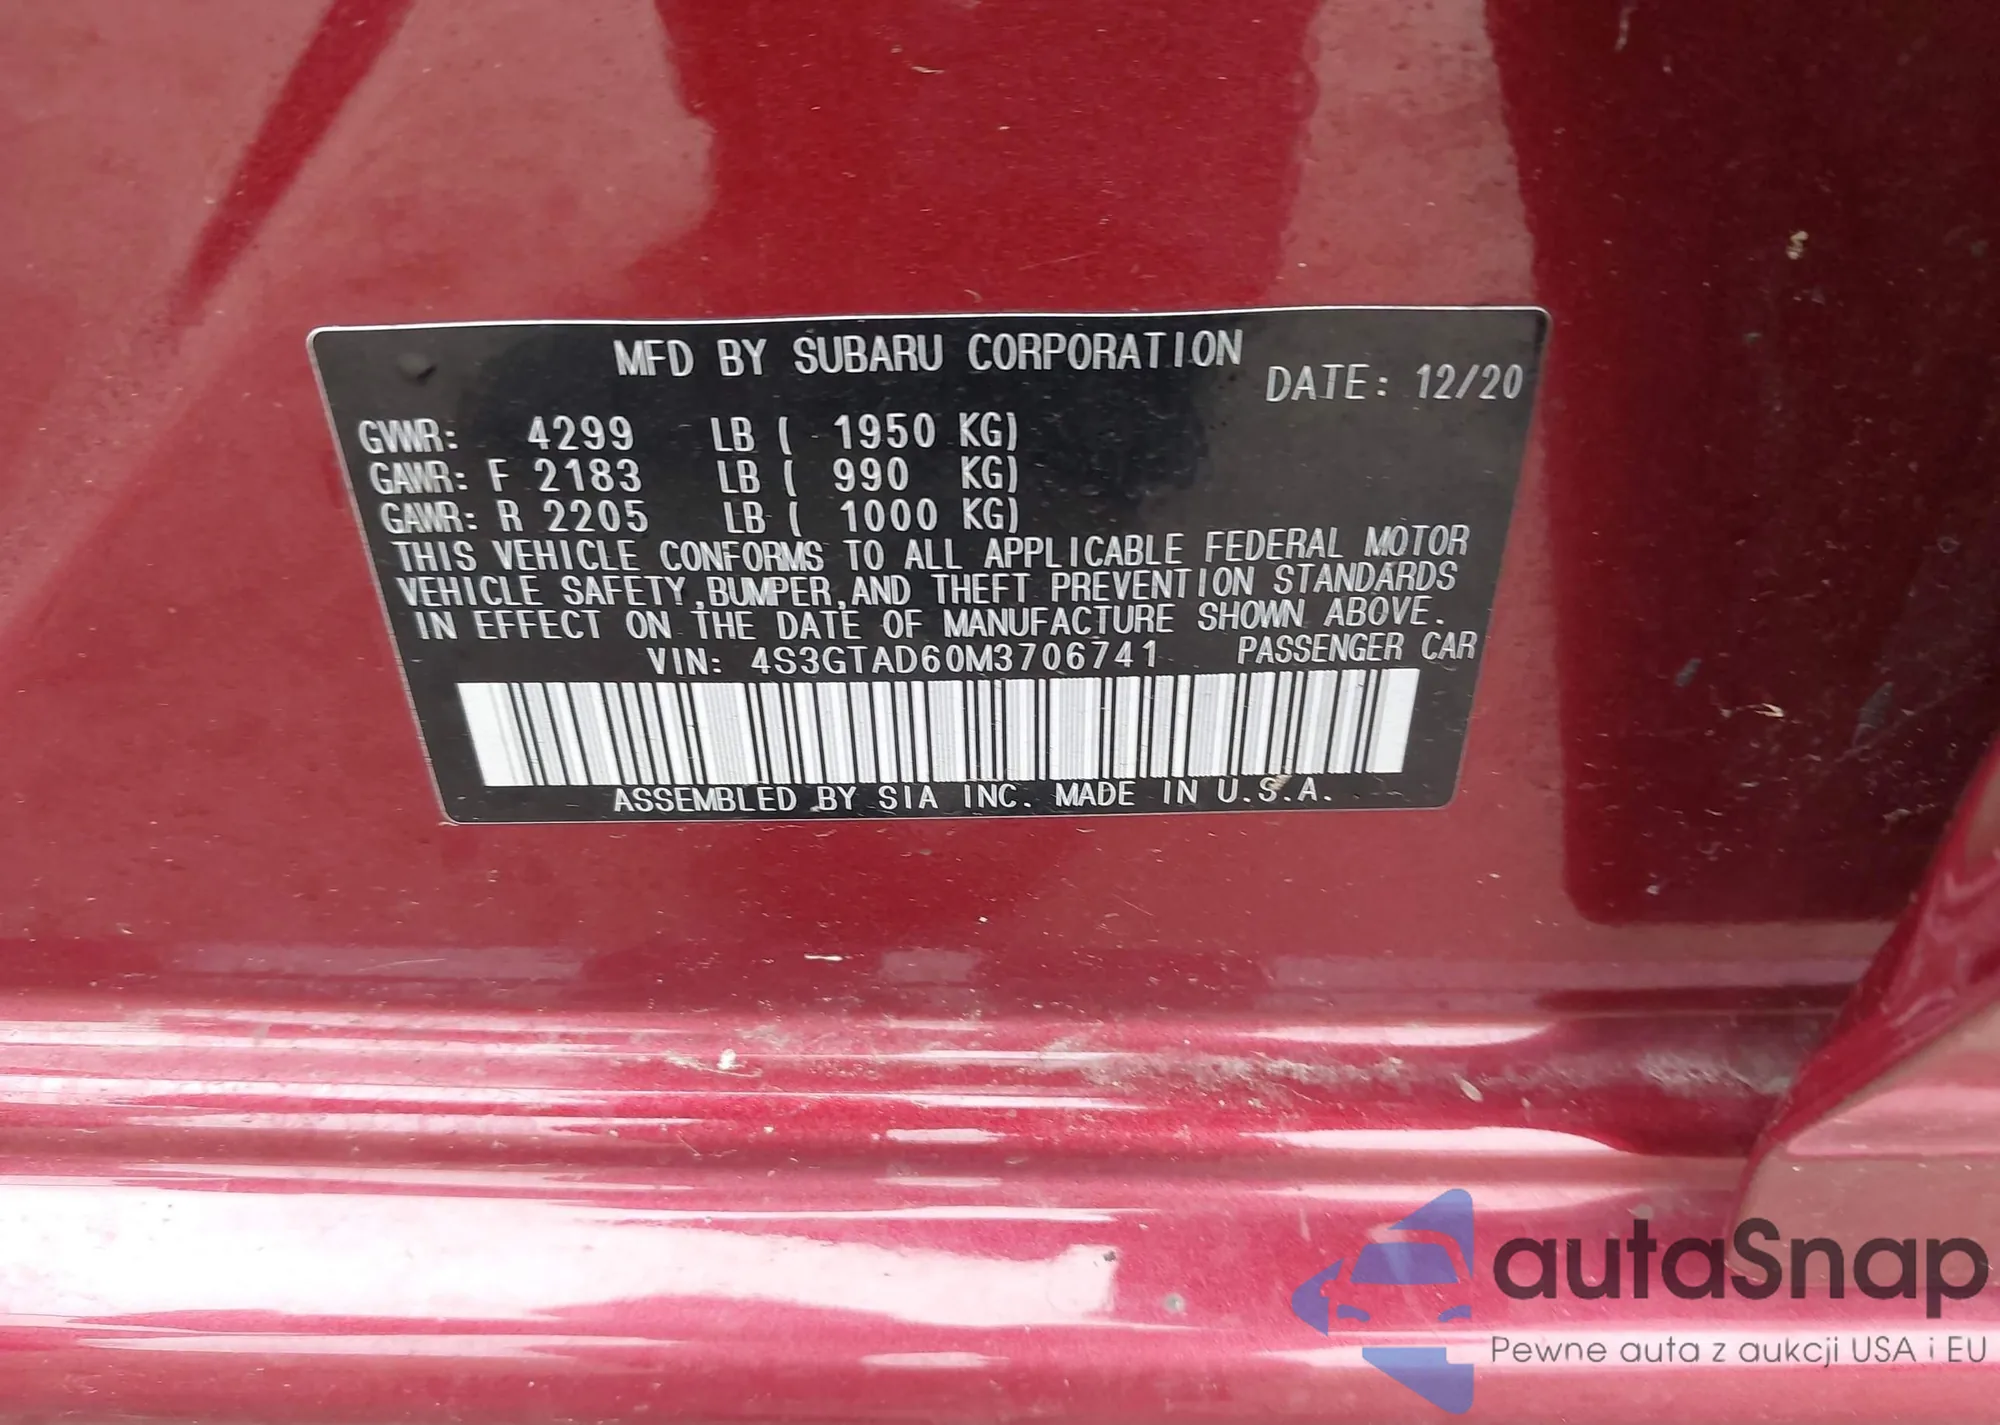 MFD BY SUBARU CORPORATION
DATE: 12/20
GVWR: 4299 LB ( 1950 KG)
GAWR: F 2183 LB ( 990 KG)
GAWR: R 2205 LB ( 1000 KG)
THIS VEHICLE CONFORMS TO ALL APPLICABLE FEDERAL MOTOR
VEHICLE SAFETY,BUMPER,AND THEFT PREVENTION STANDARDS
IN EFFECT ON THE DATE OF MANUFACTURE SHOWN ABOVE.
VIN: 4S3GTAD60M3706741 PASSENGER CAR
ASSEMBLED BY SIA INC. MADE IN U.S.A.
autaSnap
Pewne auta z aukcji USA i EU